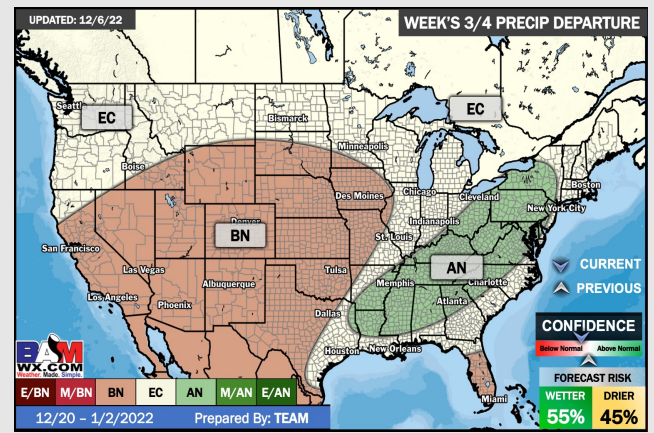 UPDATED: 12/6/22
WEEK'S 3/4 PRECIP DEPARTURE
Seattle
EC
EC
Bismarck
Minneapolis
Boise
Boston
Des Moines
Chicago
Cleveland
New York City
Denver
Indianapolis
BN
St. Louis
San Francisco
AN
Las Vegas
Tulsa
CURRENT
Albuquerque
Memphis
Charlotte
PREVIOUS
Los Angeles
Phoenix
Atlanta
Dallas
CONFIDENCE
Below Normal
Above Normal
Houston
New Orleans
BAM
WX.COM
Weather. Made. Simple.
FORECAST RISK
E/BN M/BN BN EC AN M/AN E/AN
Miami
WETTER DRIER
55% 45%
12/20 – 1/2/2022 Prepared By: TEAM